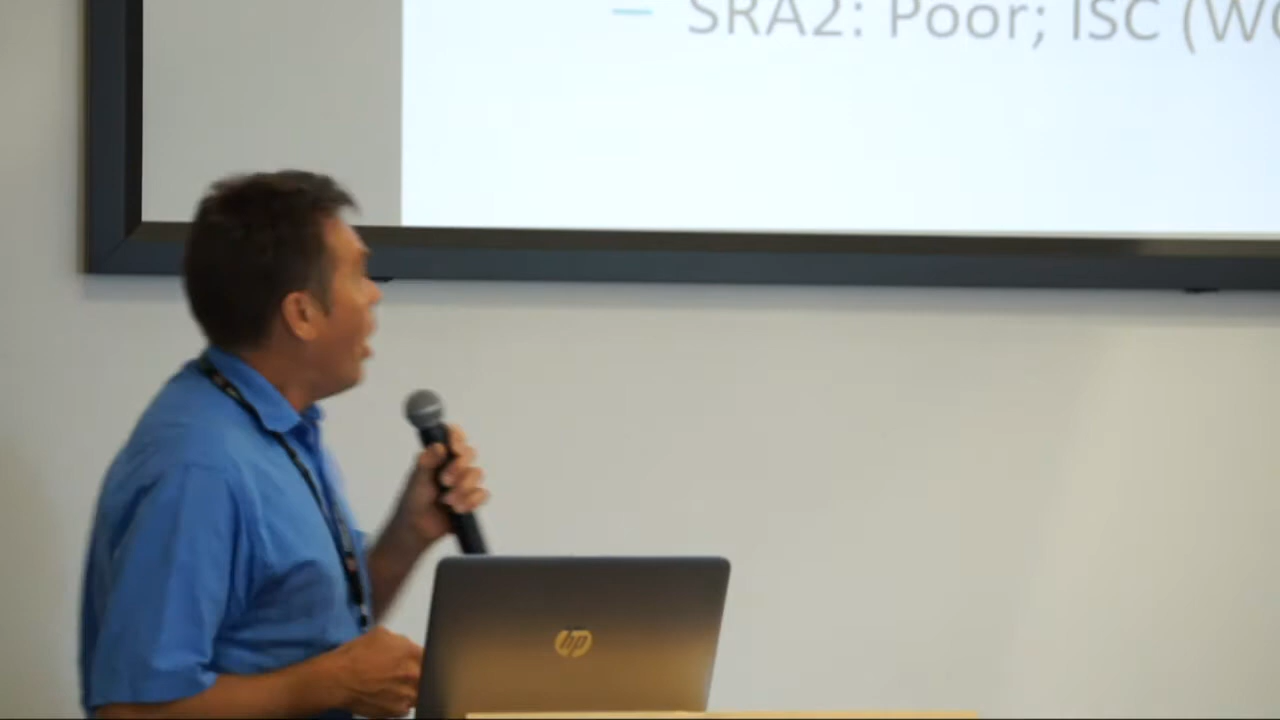 – SRA2: Poor; ISC (W
hp